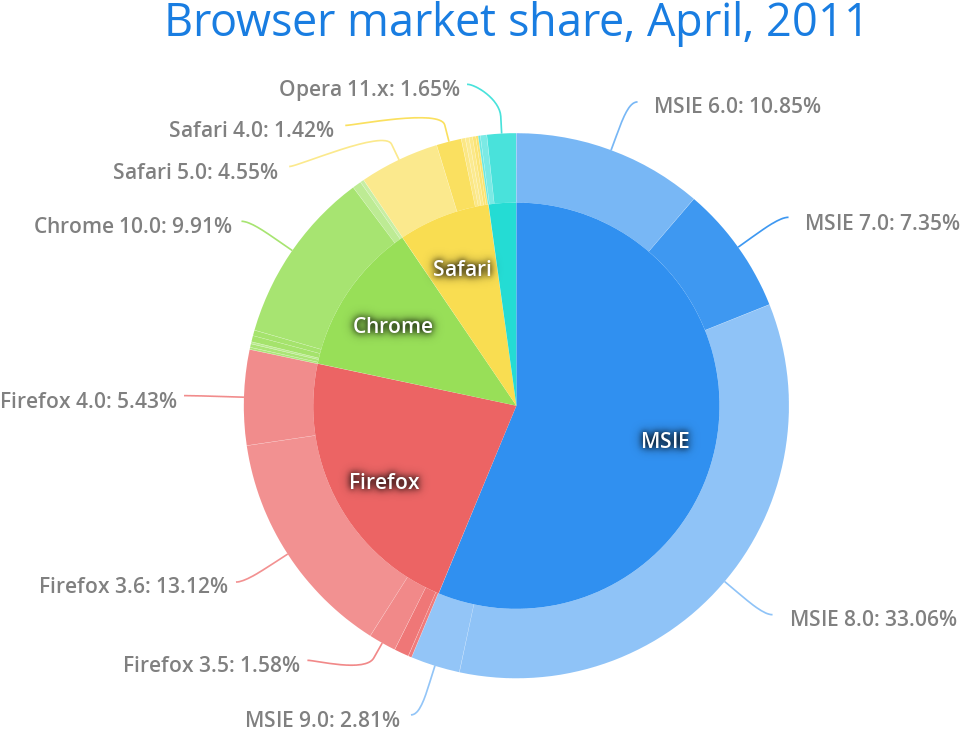 Browser market share, April, 2011
Opera 11.x: 1.65%
MSIE 6.0: 10.85%
Safari 4.0: 1.42%
Safari 5.0: 4.55%
Chrome 10.0: 9.91%
MSIE 7.0: 7.35%
Safari
Chrome
Firefox 4.0: 5.43%
MSIE
Firefox
Firefox 3.6: 13.12%
MSIE 8.0: 33.06%
Firefox 3.5: 1.58%
MSIE 9.0: 2.81%